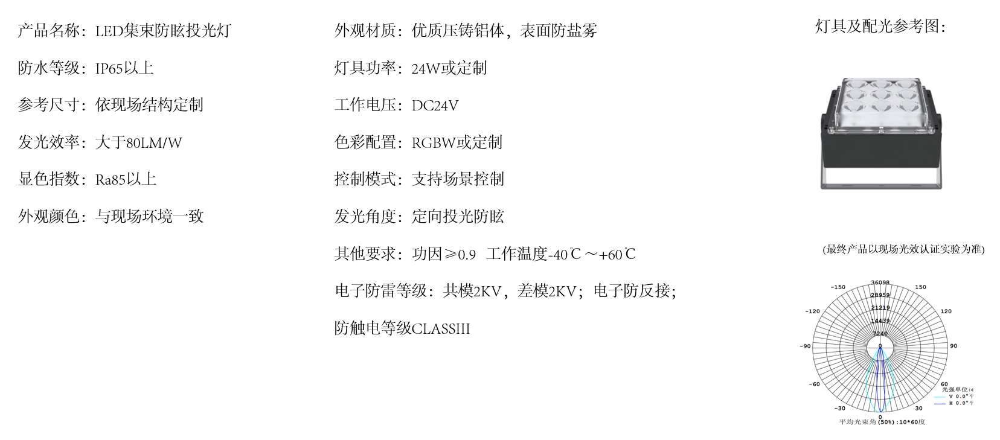 产品名称：LED集束防眩投光灯
防水等级：IP65以上
参考尺寸：依现场结构定制
发光效率：大于80LM/W
显色指数：Ra85以上
外观颜色：与现场环境一致
外观材质：优质压铸铝体，表面防盐雾
灯具功率：24W或定制
工作电压：DC24V
色彩配置：RGBW或定制
控制模式：支持场景控制
发光角度：定向投光防眩
其他要求：功因≥0.9 工作温度-40℃～+60℃
电子防雷等级：共模2KV，差模2KV；电子防反接；
防触电等级CLASSIII
灯具及配光参考图：
(最终产品以现场光效认证实验为准)
36098
-150 150
28959
-120 21219 120
14439
7240
-90 0 90
-60 60
光强单位:c
V 0.0°平
H 0.0°平
-30 30
0
平均光束角(50%):10*60度